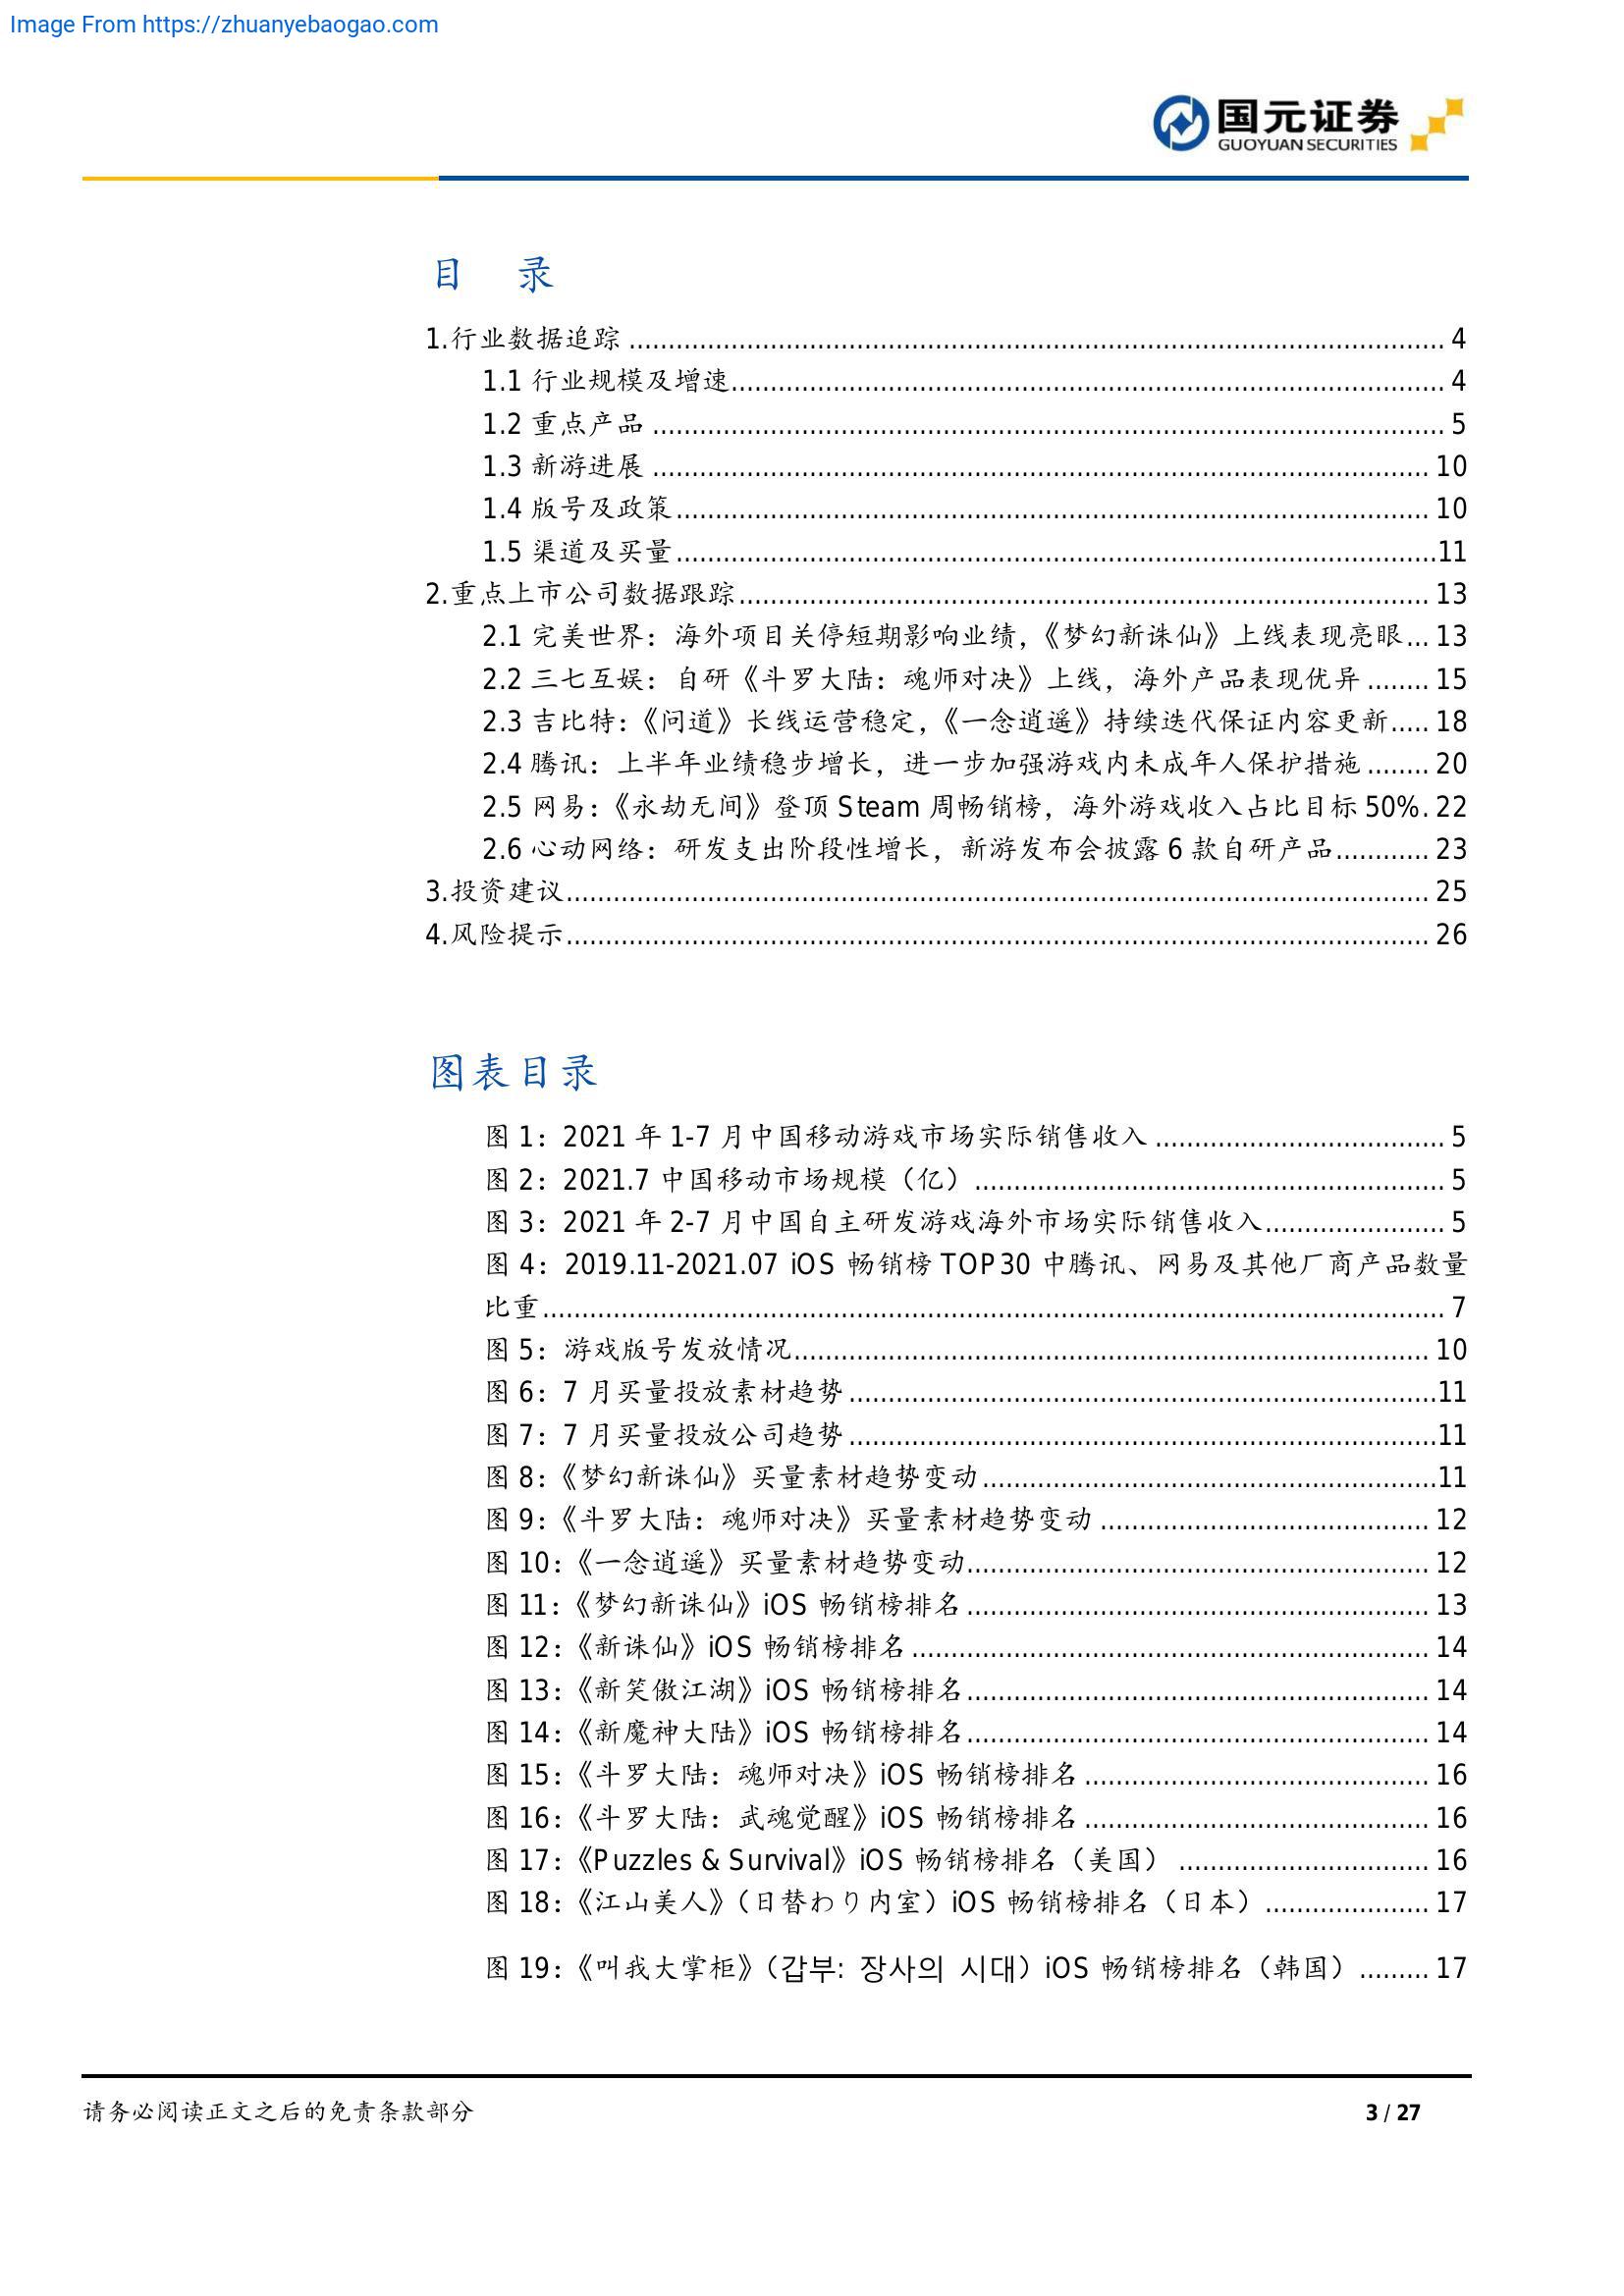 Image From https://zhuanyebaogao.com
国元证券
GUOYUAN SECURITIES
目 录
1.行业数据追踪 ........ 4
1.1 行业规模及增速........ 4
1.2 重点产品 ........ 5
1.3 新游进展 ........ 10
1.4 版号及政策........ 10
1.5 渠道及买量........11
2.重点上市公司数据跟踪........ 13
2.1 完美世界：海外项目关停短期影响业绩，《梦幻新诛仙》上线表现亮眼... 13
2.2 三七互娱：自研《斗罗大陆：魂师对决》上线，海外产品表现优异 ........ 15
2.3 吉比特：《问道》长线运营稳定，《一念逍遥》持续迭代保证内容更新..... 18
2.4 腾讯：上半年业绩稳步增长，进一步加强游戏内未成年人保护措施 ........ 20
2.5 网易：《永劫无间》登顶 Steam 周畅销榜，海外游戏收入占比目标 50%. 22
2.6 心动网络：研发支出阶段性增长，新游发布会披露 6 款自研产品............ 23
3.投资建议........ 25
4.风险提示........ 26
图表目录
图 1：2021 年 1-7 月中国移动游戏市场实际销售收入 ........ 5
图 2：2021.7 中国移动市场规模（亿）........ 5
图 3：2021 年 2-7 月中国自主研发游戏海外市场实际销售收入........ 5
图 4：2019.11-2021.07 iOS 畅销榜 TOP30 中腾讯、网易及其他厂商产品数量
比重........ 7
图 5：游戏版号发放情况........ 10
图 6：7 月买量投放素材趋势........11
图 7：7 月买量投放公司趋势........11
图 8：《梦幻新诛仙》买量素材趋势变动........11
图 9：《斗罗大陆：魂师对决》买量素材趋势变动 ........ 12
图 10：《一念逍遥》买量素材趋势变动........ 12
图 11：《梦幻新诛仙》iOS 畅销榜排名........ 13
图 12：《新诛仙》iOS 畅销榜排名........ 14
图 13：《新笑傲江湖》iOS 畅销榜排名........ 14
图 14：《新魔神大陆》iOS 畅销榜排名........ 14
图 15：《斗罗大陆：魂师对决》iOS 畅销榜排名........ 16
图 16：《斗罗大陆：武魂觉醒》iOS 畅销榜排名........ 16
图 17：《Puzzles & Survival》iOS 畅销榜排名（美国） ........ 16
图 18：《江山美人》（日替わり内室）iOS 畅销榜排名（日本）........ 17
图 19：《叫我大掌柜》（갑부: 장사의 시대）iOS 畅销榜排名（韩国）......... 17
请务必阅读正文之后的免责条款部分
3 / 27